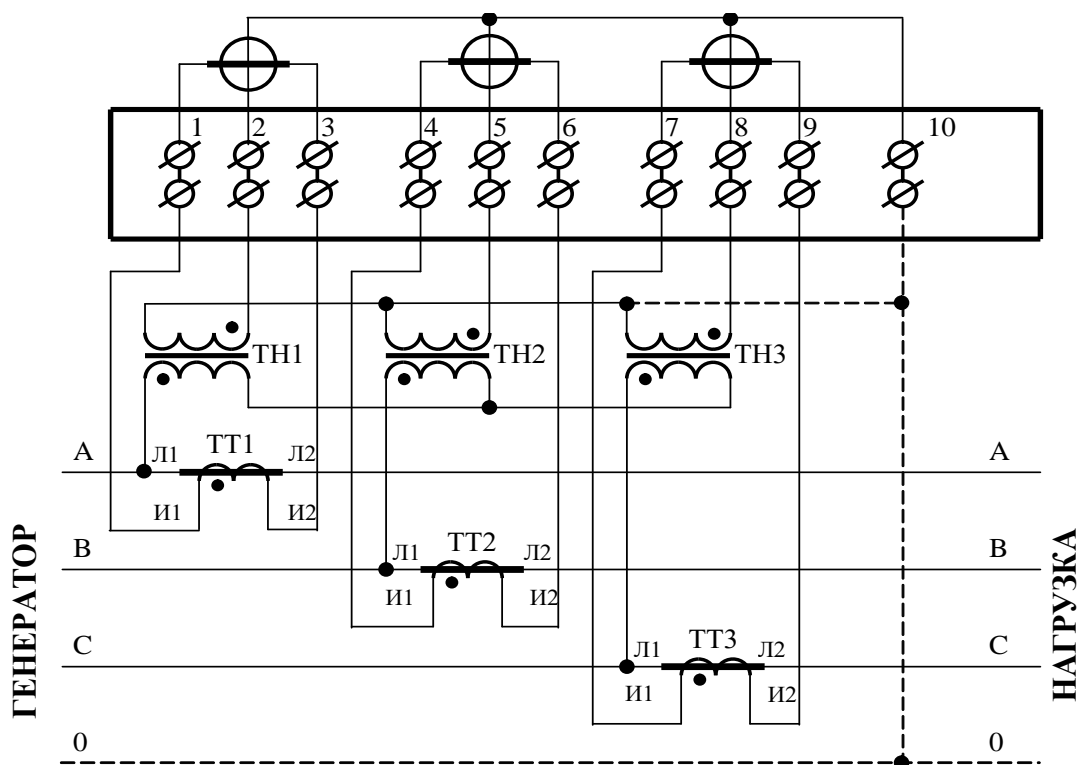 1 2 3 4 5 6 7 8 9 10
ТН1 ТН2 ТН3
А Л1 ТТ1 Л2 А
И1 И2
В Л1 ТТ2 Л2 В
И1 И2
С Л1 ТТ3 Л2 С
И1 И2
0 0
ГЕНЕРАТОР
НАГРУЗКА